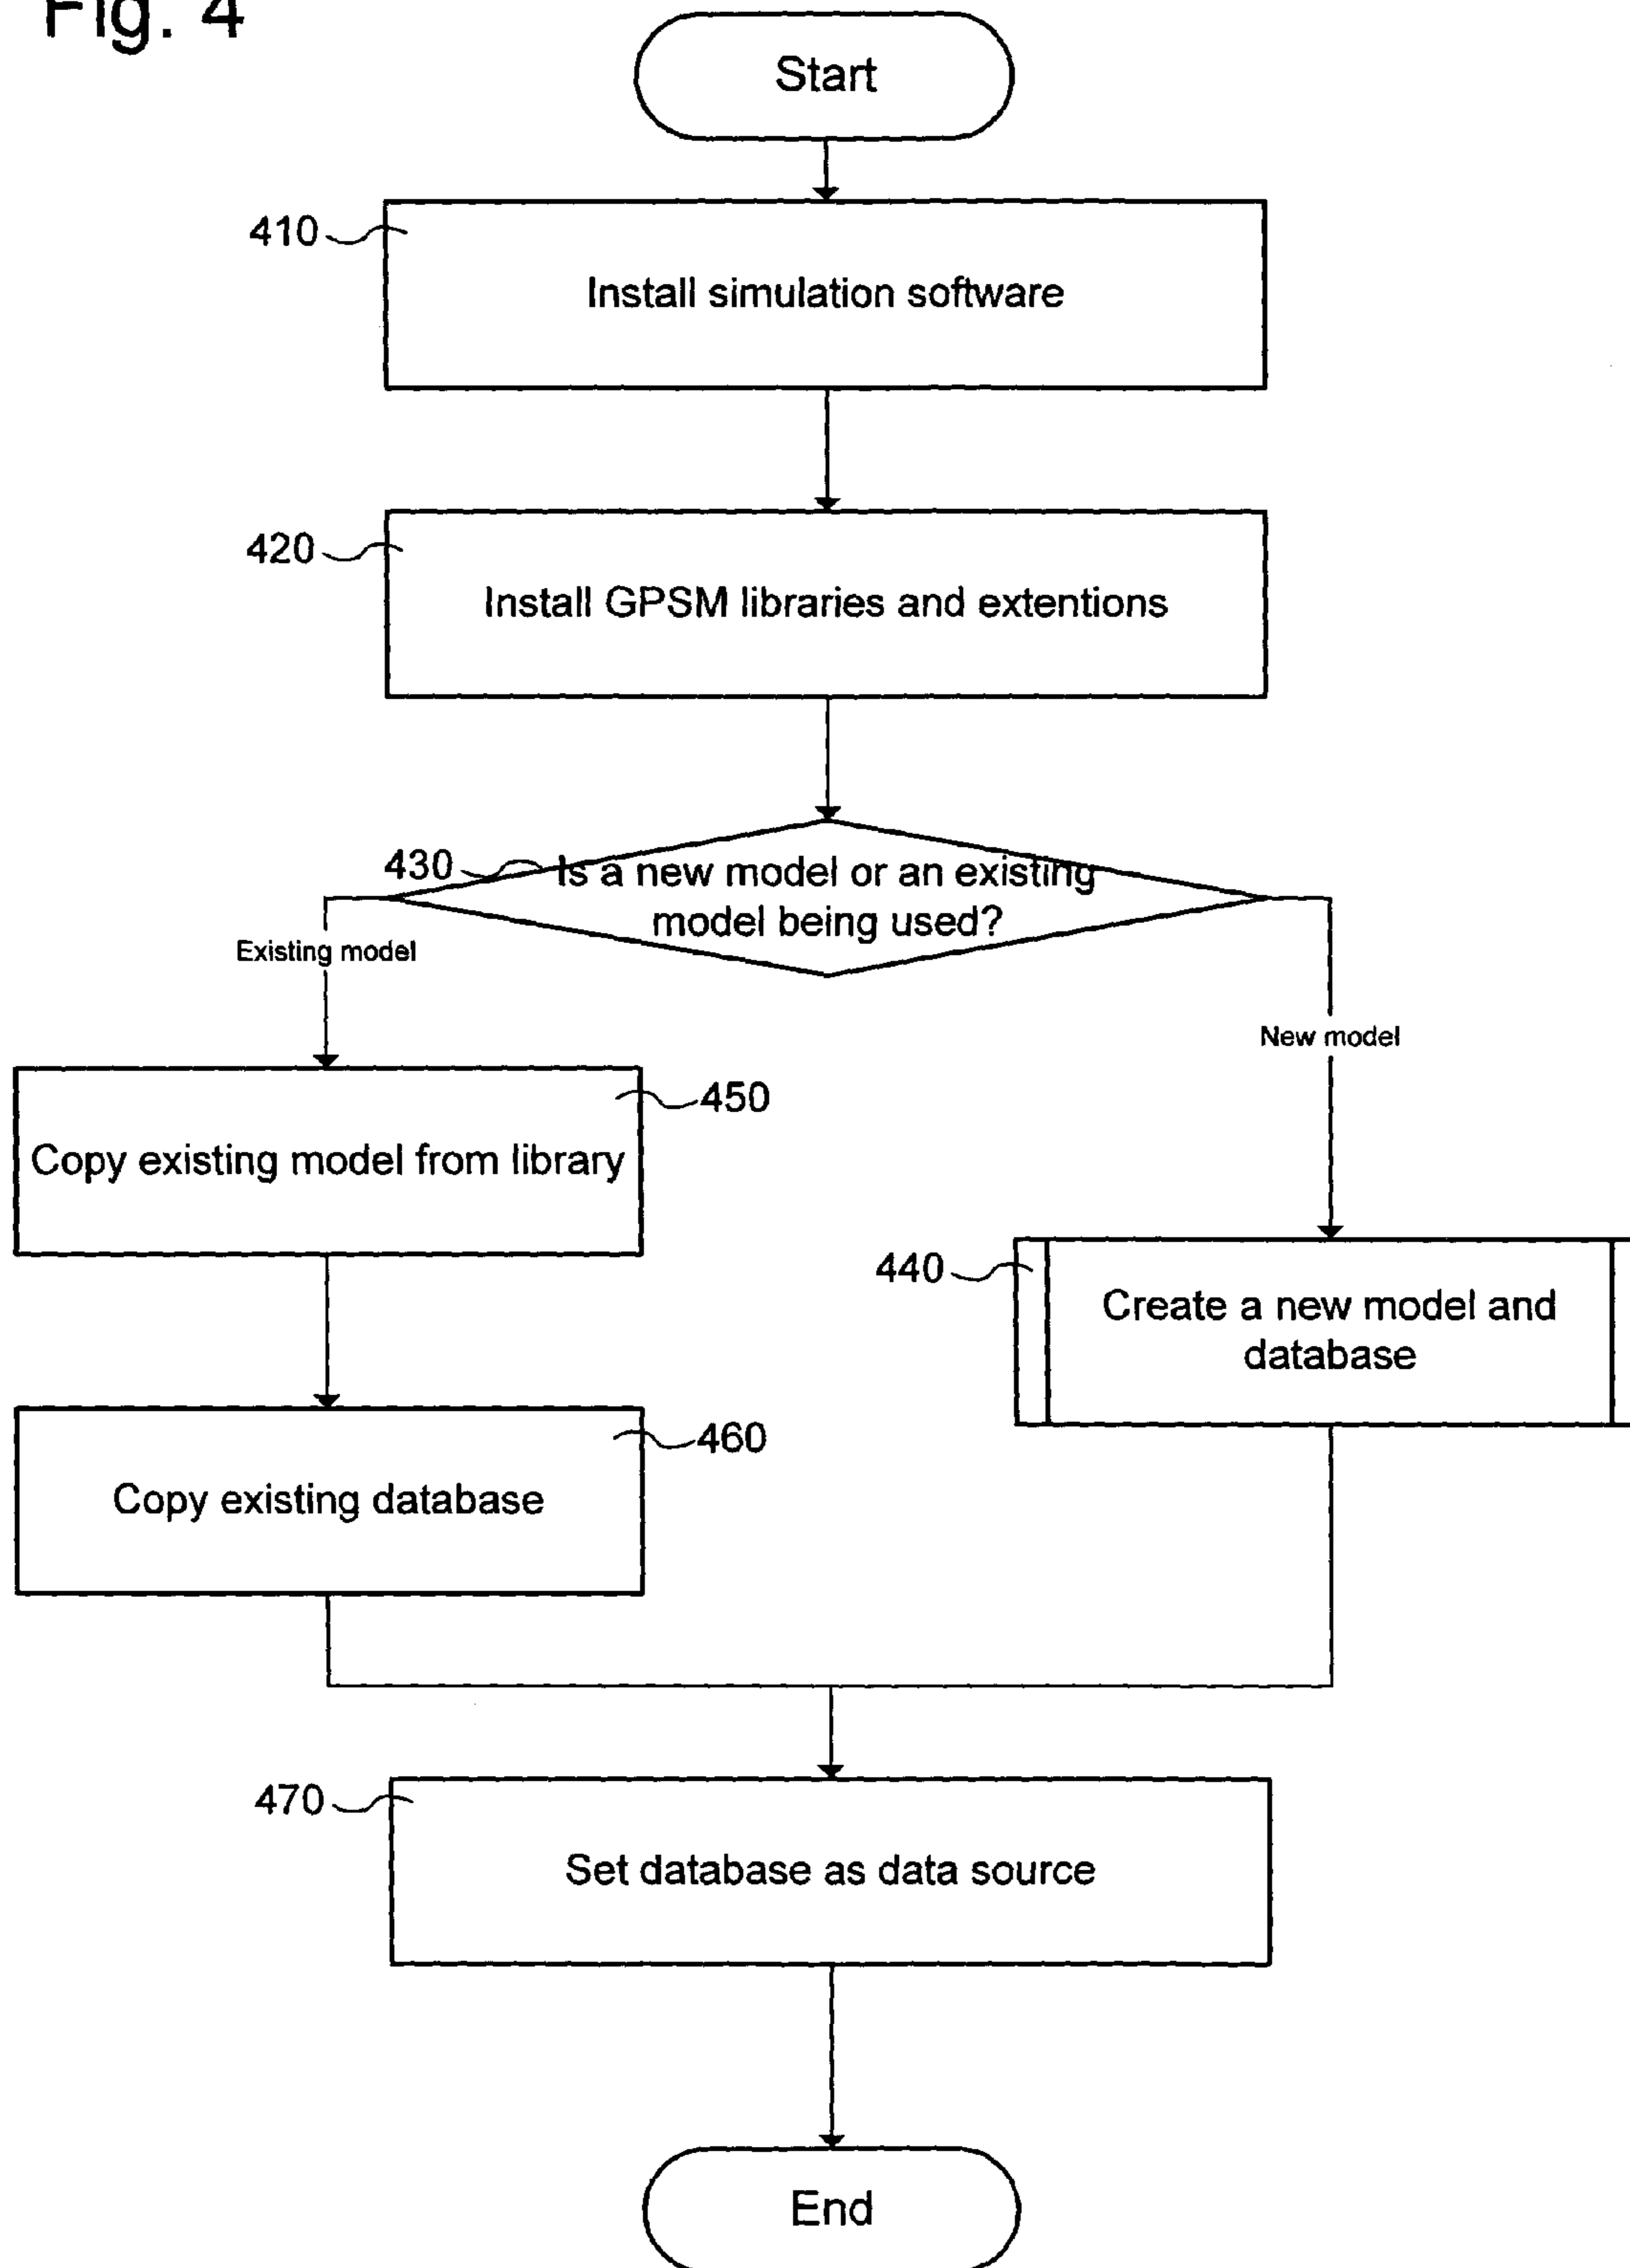 Fig. 4
Start
410
Install simulation software
420
Install GPSM libraries and extentions
430
Is a new model or an existing
model being used?
Existing model
New model
450
Copy existing model from library
440
Create a new model and
database
460
Copy existing database
470
Set database as data source
End